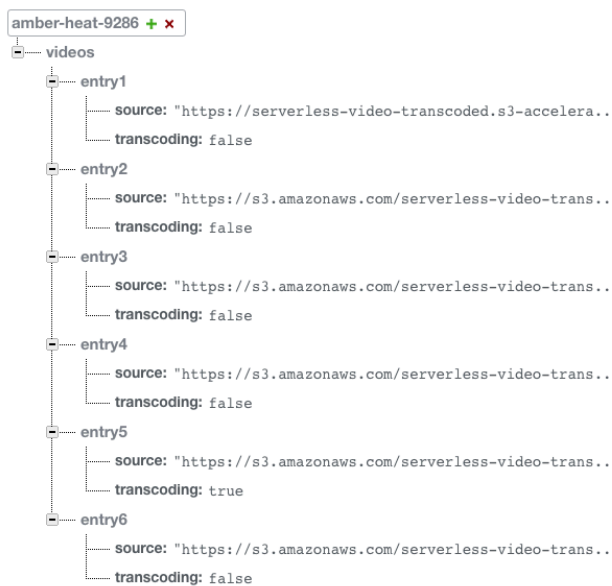 amber-heat-9286
videos
entry1
source: "https://serverless-video-transcoded.s3-accelera..
transcoding: false
entry2
source: "https://s3.amazonaws.com/serverless-video-trans..
transcoding: false
entry3
source: "https://s3.amazonaws.com/serverless-video-trans..
transcoding: false
entry4
source: "https://s3.amazonaws.com/serverless-video-trans..
transcoding: false
entry5
source: "https://s3.amazonaws.com/serverless-video-trans..
transcoding: true
entry6
source: "https://s3.amazonaws.com/serverless-video-trans..
transcoding: false